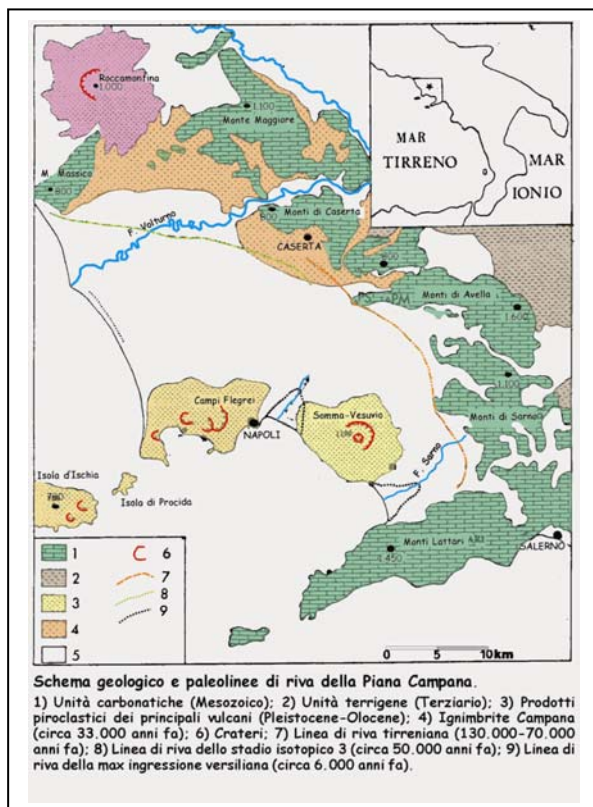 Roccamonfina
1.000
1.100
Monte Maggiore
M. Massico
800
F. Volturno
800
Monti di Caserta
CASERTA
MAR
TIRRENO
MAR
IONIO
Monti di Avella
1.600
1.100
Monti di Sarno
Campi Flegrei
NAPOLI
Somma-Vesuvio
F. Sarno
Isola d'Ischia
Isola di Procida
Monti Lattari
1.450
SALERNO
1
2
3
4
5
6
7
8
9
0 5 10km
Schema geologico e paleolinee di riva della Piana Campana.
1) Unità carbonatiche (Mesozoico); 2) Unità terrigene (Terziario); 3) Prodotti
piroclastici dei principali vulcani (Pleistocene-Olocene); 4) Ignimbrite Campana
(circa 33.000 anni fa); 6) Crateri; 7) Linea di riva tirreniana (130.000-70.000
anni fa); 8) Linea di riva dello stadio isotopico 3 (circa 50.000 anni fa); 9) Linea di
riva della max ingressione versiliana (circa 6.000 anni fa).